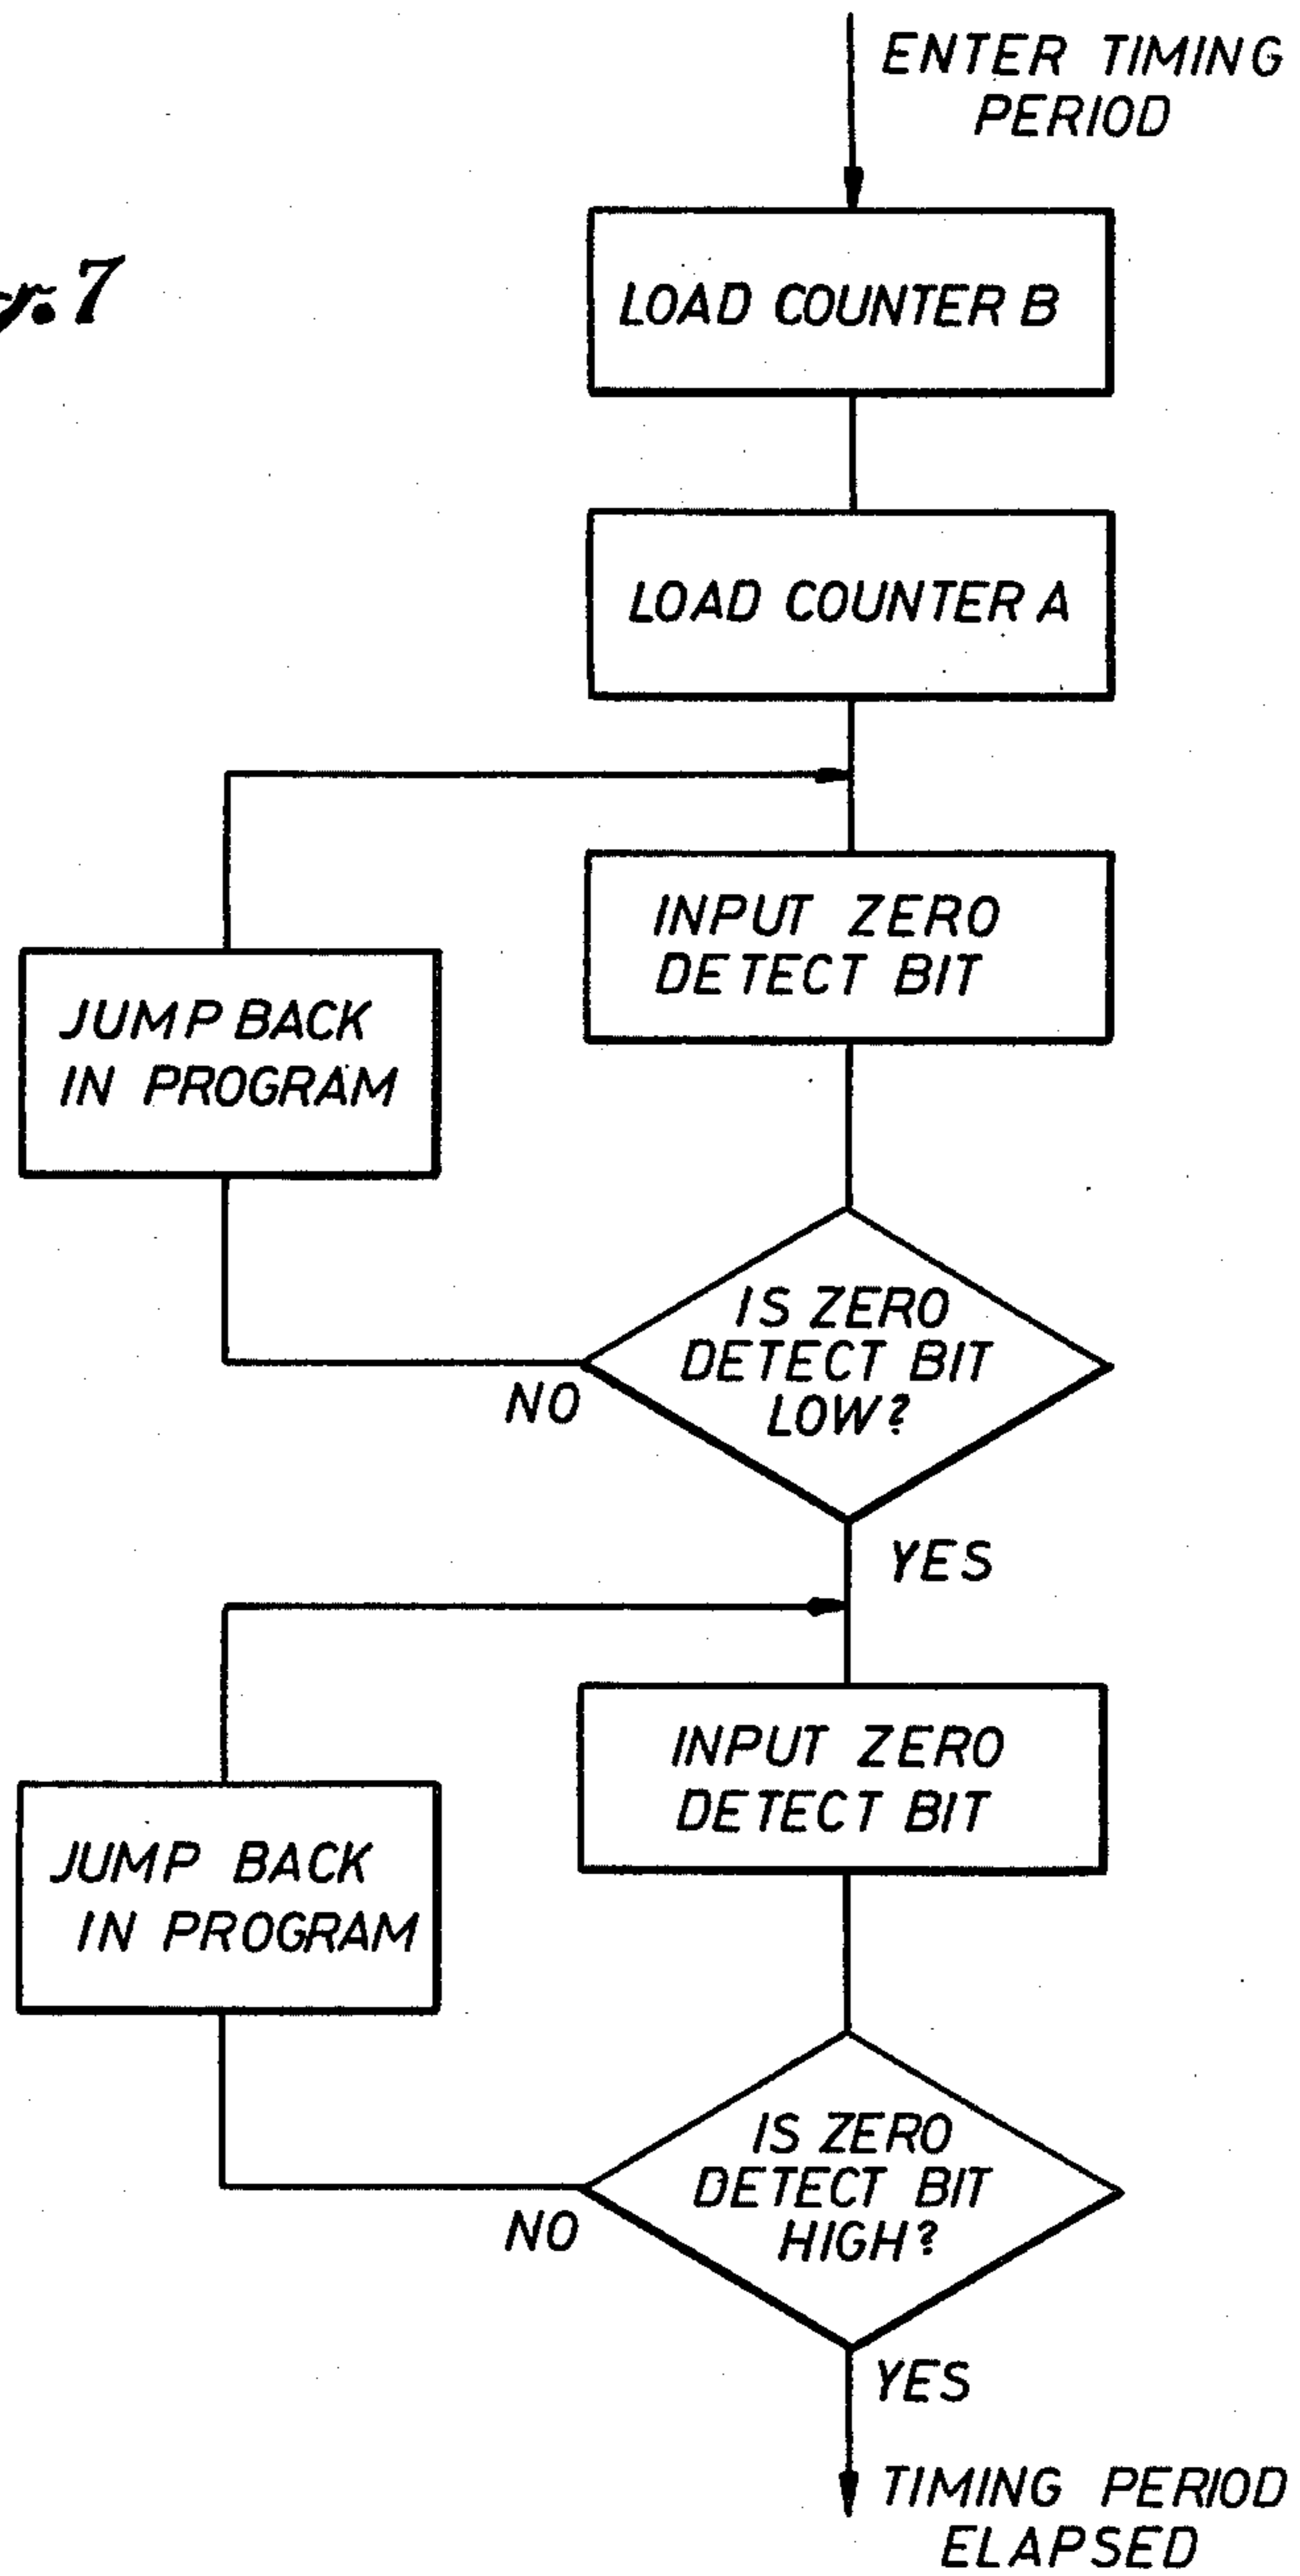 ENTER TIMING
PERIOD
7
LOAD COUNTER B
LOAD COUNTER A
INPUT ZERO
DETECT BIT
JUMP BACK
IN PROGRAM
IS ZERO
DETECT BIT
LOW?
NO
YES
INPUT ZERO
DETECT BIT
JUMP BACK
IN PROGRAM
IS ZERO
DETECT BIT
HIGH?
NO
YES
TIMING PERIOD
ELAPSED